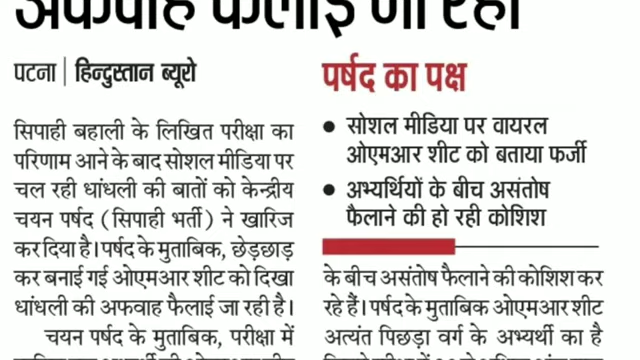 अफवाह फैलाई जा रही
पटना | हिन्दुस्तान ब्यूरो
सिपाही बहाली के लिखित परीक्षा का
परिणाम आने के बाद सोशल मीडिया पर
चल रही धांधली की बातों को केन्द्रीय
चयन पर्षद (सिपाही भर्ती) ने खारिज
कर दिया है। पर्षद के मुताबिक, छेड़छाड़
कर बनाई गई ओएमआर शीट को दिखा
धांधली की अफवाह फैलाई जा रही है।
चयन पर्षद के मुताबिक, परीक्षा में
पर्षद का पक्ष
● सोशल मीडिया पर वायरल
ओएमआर शीट को बताया फर्जी
● अभ्यर्थियों के बीच असंतोष
फैलाने की हो रही कोशिश
के बीच असंतोष फैलाने की कोशिश कर
रहे हैं। पर्षद के मुताबिक ओएमआर शीट
अत्यंत पिछड़ा वर्ग के अभ्यर्थी का है